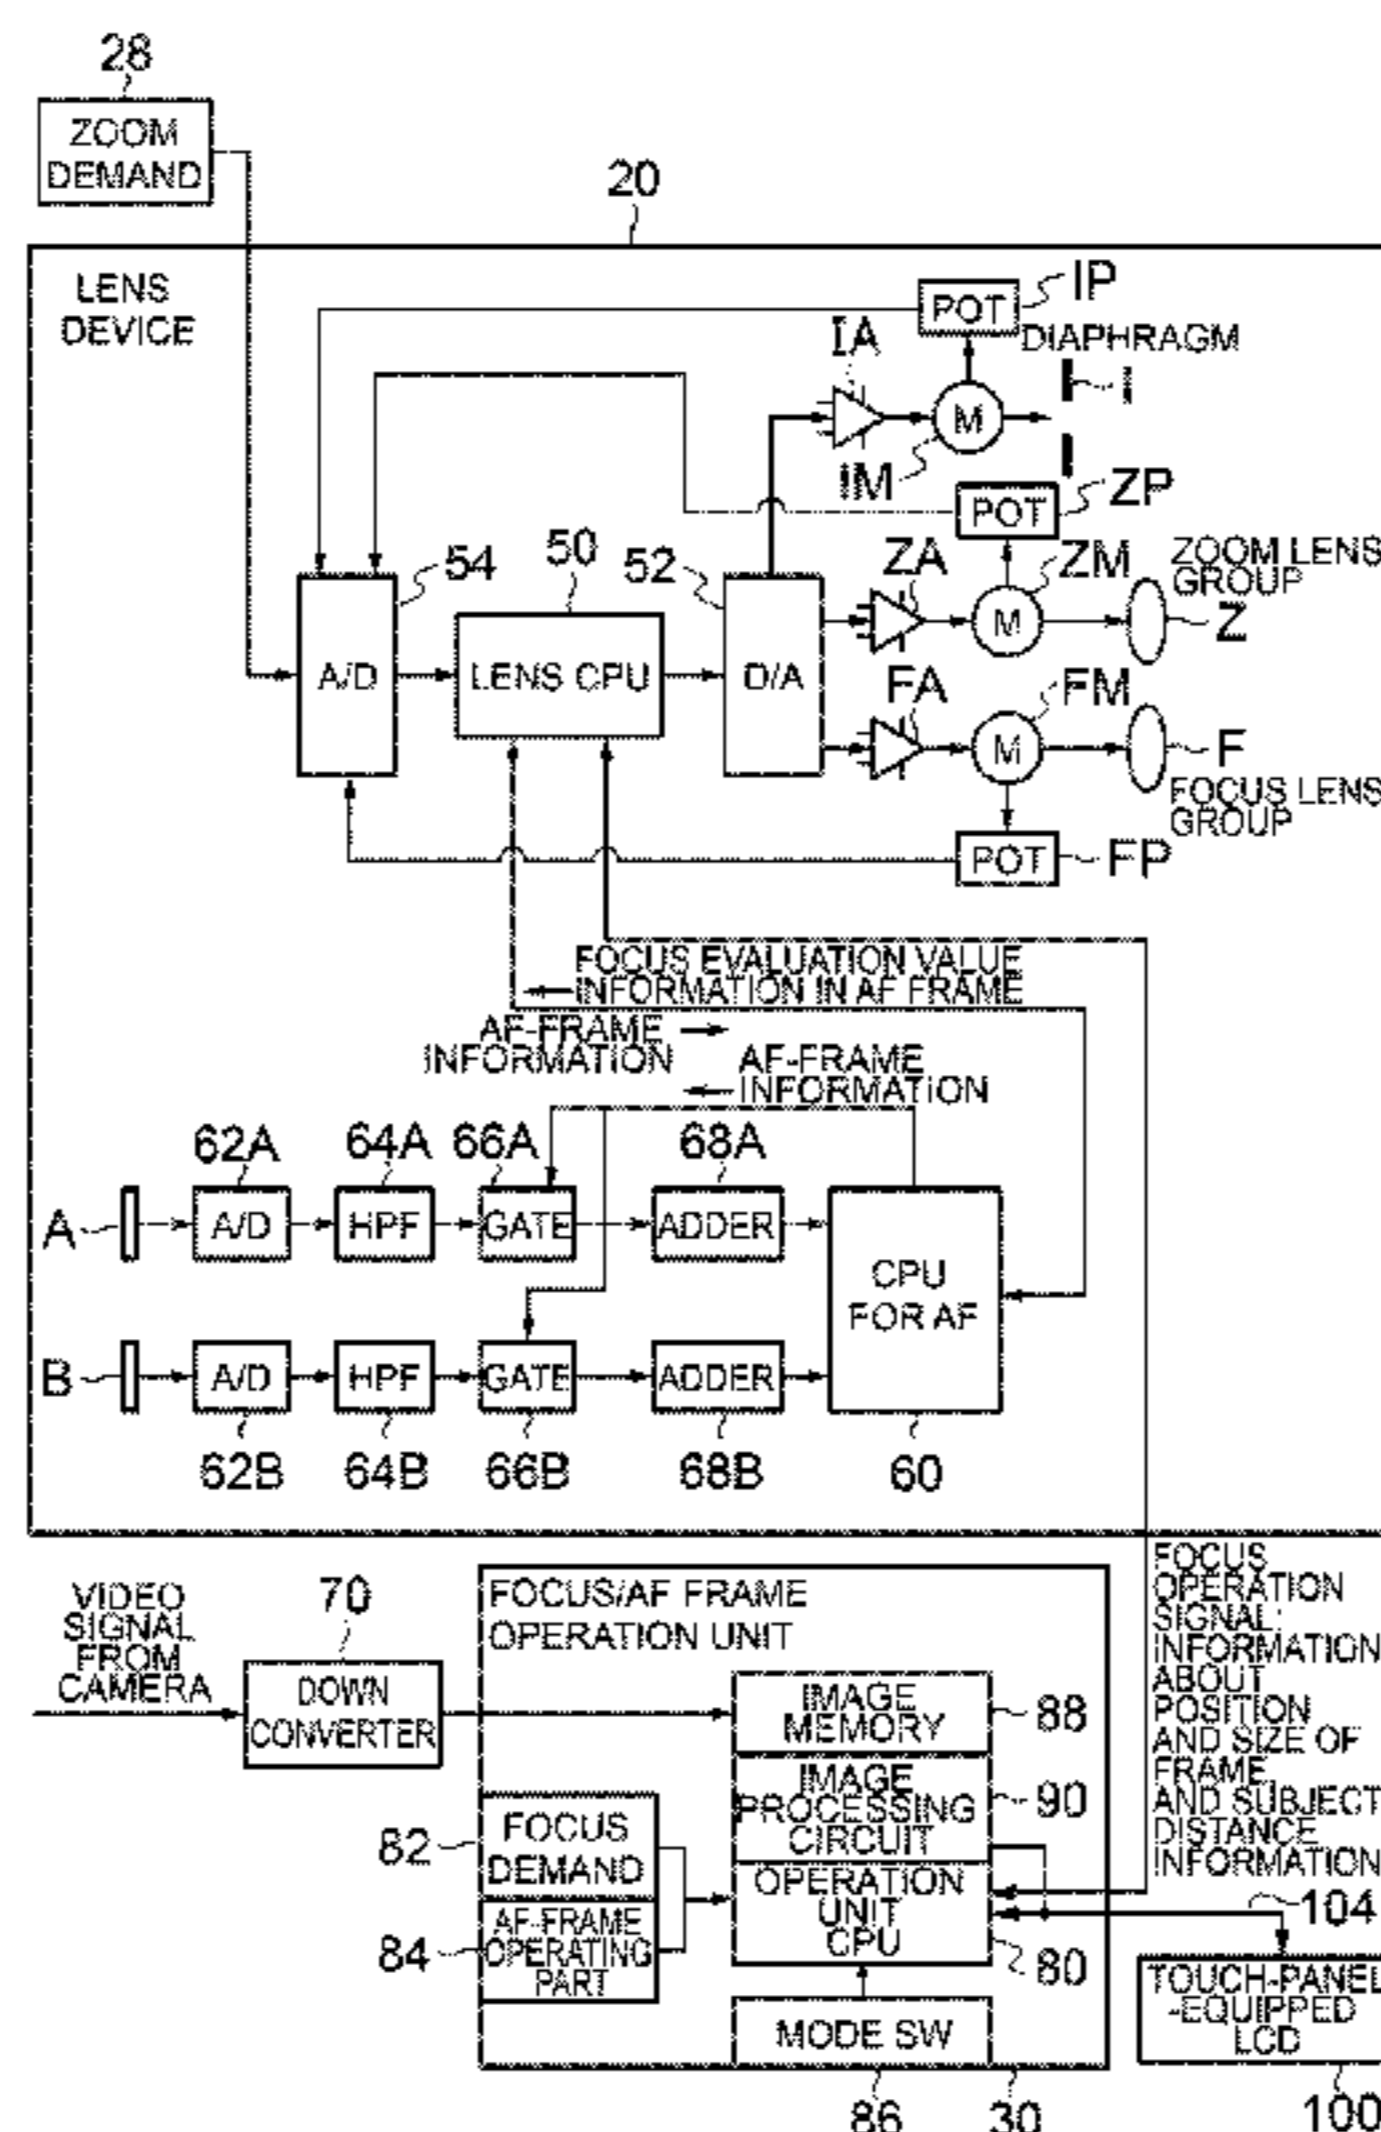 28
ZOOM
DEMAND
20
LENS
DEVICE
POT
IP
DIAPHRAGM
IA
I
M
IM
POT
ZP
54
50
52
ZA
ZM
ZOOM LENS
GROUP
M
Z
A/D
LENS CPU
D/A
FA
FM
M
F
FOCUS LENS
GROUP
POT
FP
FOCUS EVALUATION VALUE
INFORMATION IN AF FRAME
AF-FRAME
INFORMATION
AF-FRAME
INFORMATION
62A
64A
66A
68A
A
A/D
HPF
GATE
ADDER
CPU
FOR AF
B
A/D
HPF
GATE
ADDER
62B
64B
66B
68B
60
VIDEO
SIGNAL
FROM
CAMERA
70
DOWN
CONVERTER
FOCUS/AF FRAME
OPERATION UNIT
IMAGE
MEMORY
88
IMAGE
PROCESSING
CIRCUIT
90
82
FOCUS
DEMAND
84
AF-FRAME
OPERATING
PART
OPERATION
UNIT
CPU
80
MODE SW
86
30
FOCUS
OPERATION
SIGNAL:
INFORMATION
ABOUT
POSITION
AND SIZE OF
FRAME,
AND SUBJECT
DISTANCE
INFORMATION
104
TOUCH-PANEL
-EQUIPPED
LCD
100